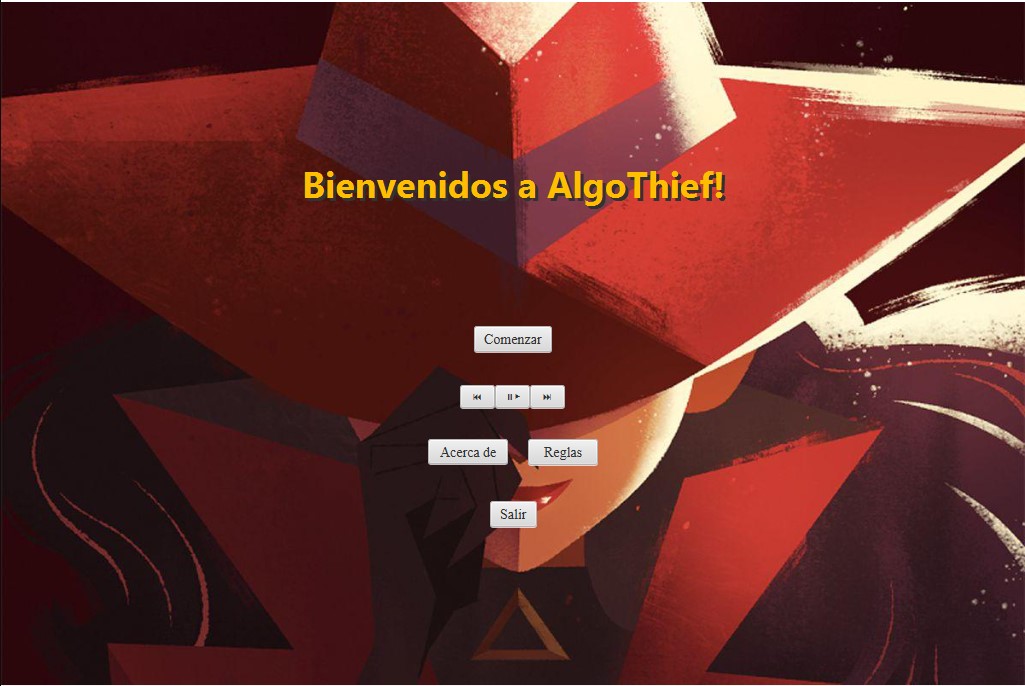 Bienvenidos a AlgoThief!
Comenzar
⏮ ⏸▶ ⏭
Acerca de Reglas
Salir